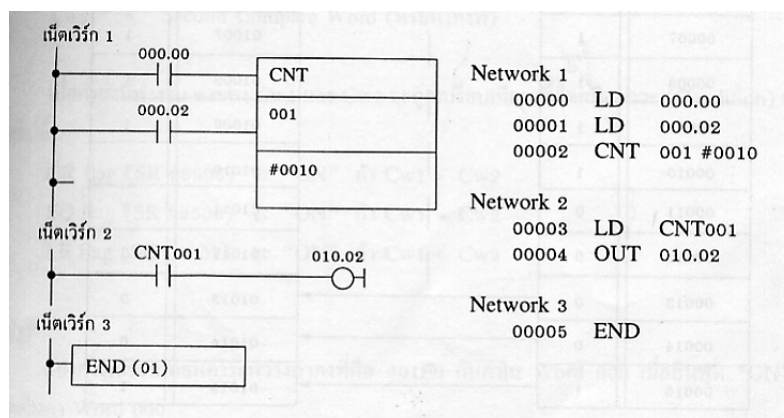 เน็ตเวิร์ก 1
000.00
CNT
000.02
001
#0010
เน็ตเวิร์ก 2
CNT001
010.02
เน็ตเวิร์ก 3
END (01)
Network 1
00000 LD 000.00
00001 LD 000.02
00002 CNT 001 #0010
Network 2
00003 LD CNT001
00004 OUT 010.02
Network 3
00005 END